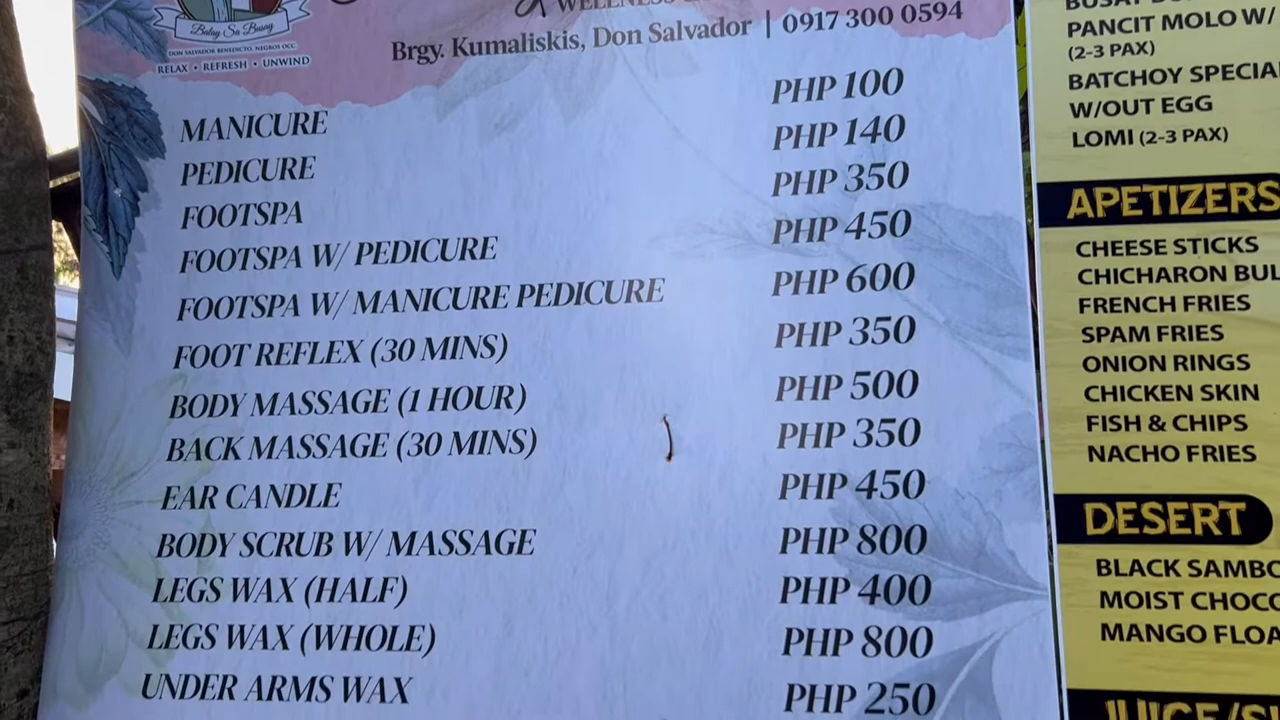 Balay Sa Busay
DON SALVADOR BENEDICTO, NEGROS OCC
RELAX • REFRESH • UNWIND
& WELLNESS
Brgy. Kumaliskis, Don Salvador | 0917 300 0594
MANICURE PHP 100
PEDICURE PHP 140
FOOTSPA PHP 350
FOOTSPA W/ PEDICURE PHP 450
FOOTSPA W/ MANICURE PEDICURE PHP 600
FOOT REFLEX (30 MINS) PHP 350
BODY MASSAGE (1 HOUR) PHP 500
BACK MASSAGE (30 MINS) PHP 350
EAR CANDLE PHP 450
BODY SCRUB W/ MASSAGE PHP 800
LEGS WAX (HALF) PHP 400
LEGS WAX (WHOLE) PHP 800
UNDER ARMS WAX PHP 250
PANCIT MOLO W/
(2-3 PAX)
BATCHOY SPECIA
W/OUT EGG
LOMI (2-3 PAX)
APETIZERS
CHEESE STICKS
CHICHARON BUL
FRENCH FRIES
SPAM FRIES
ONION RINGS
CHICKEN SKIN
FISH & CHIPS
NACHO FRIES
DESERT
BLACK SAMBO
MOIST CHOCO
MANGO FLOA